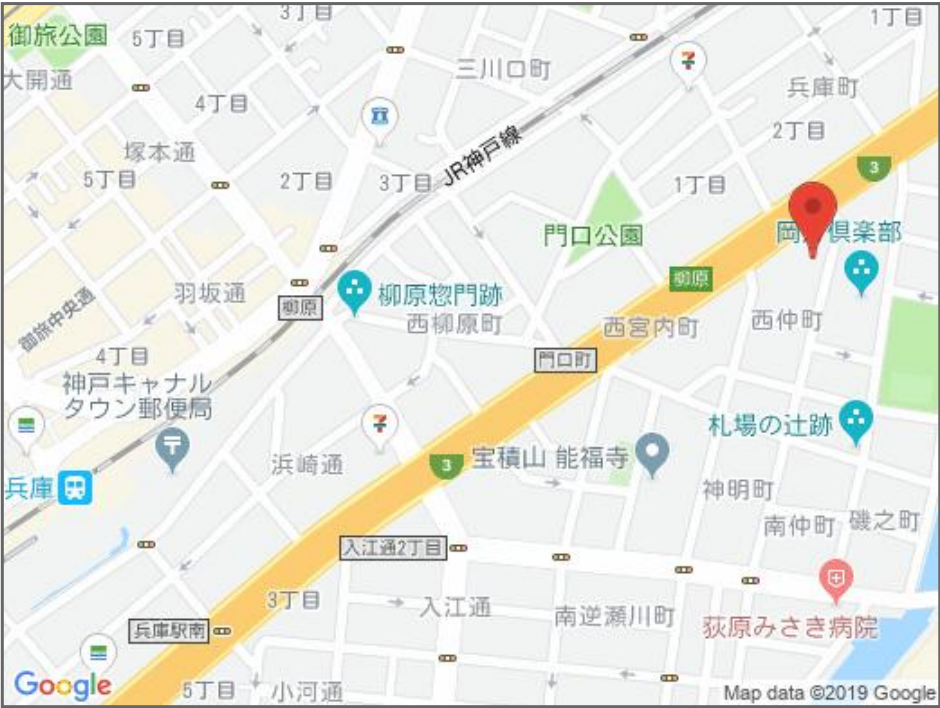 3丁目
1丁目
御旅公園
5丁目
三川口町
大開通
兵庫町
4丁目
2丁目
塚本通
JR神戸線
3
5丁目
2丁目
3丁目
1丁目
門口公園
倶楽部
柳原
羽坂通
柳原惣門跡
柳原
西柳原町
西宮内町
西仲町
御旅中央通
4丁目
門口町
神戸キャナル
タウン郵便局
札場の辻跡
浜崎通
3
宝積山 能福寺
兵庫
神明町
南仲町
磯之町
入江通2丁目
3丁目
入江通
南逆瀬川町
兵庫駅南
荻原みさき病院
Google
5丁目
小河通
Map data ©2019 Google